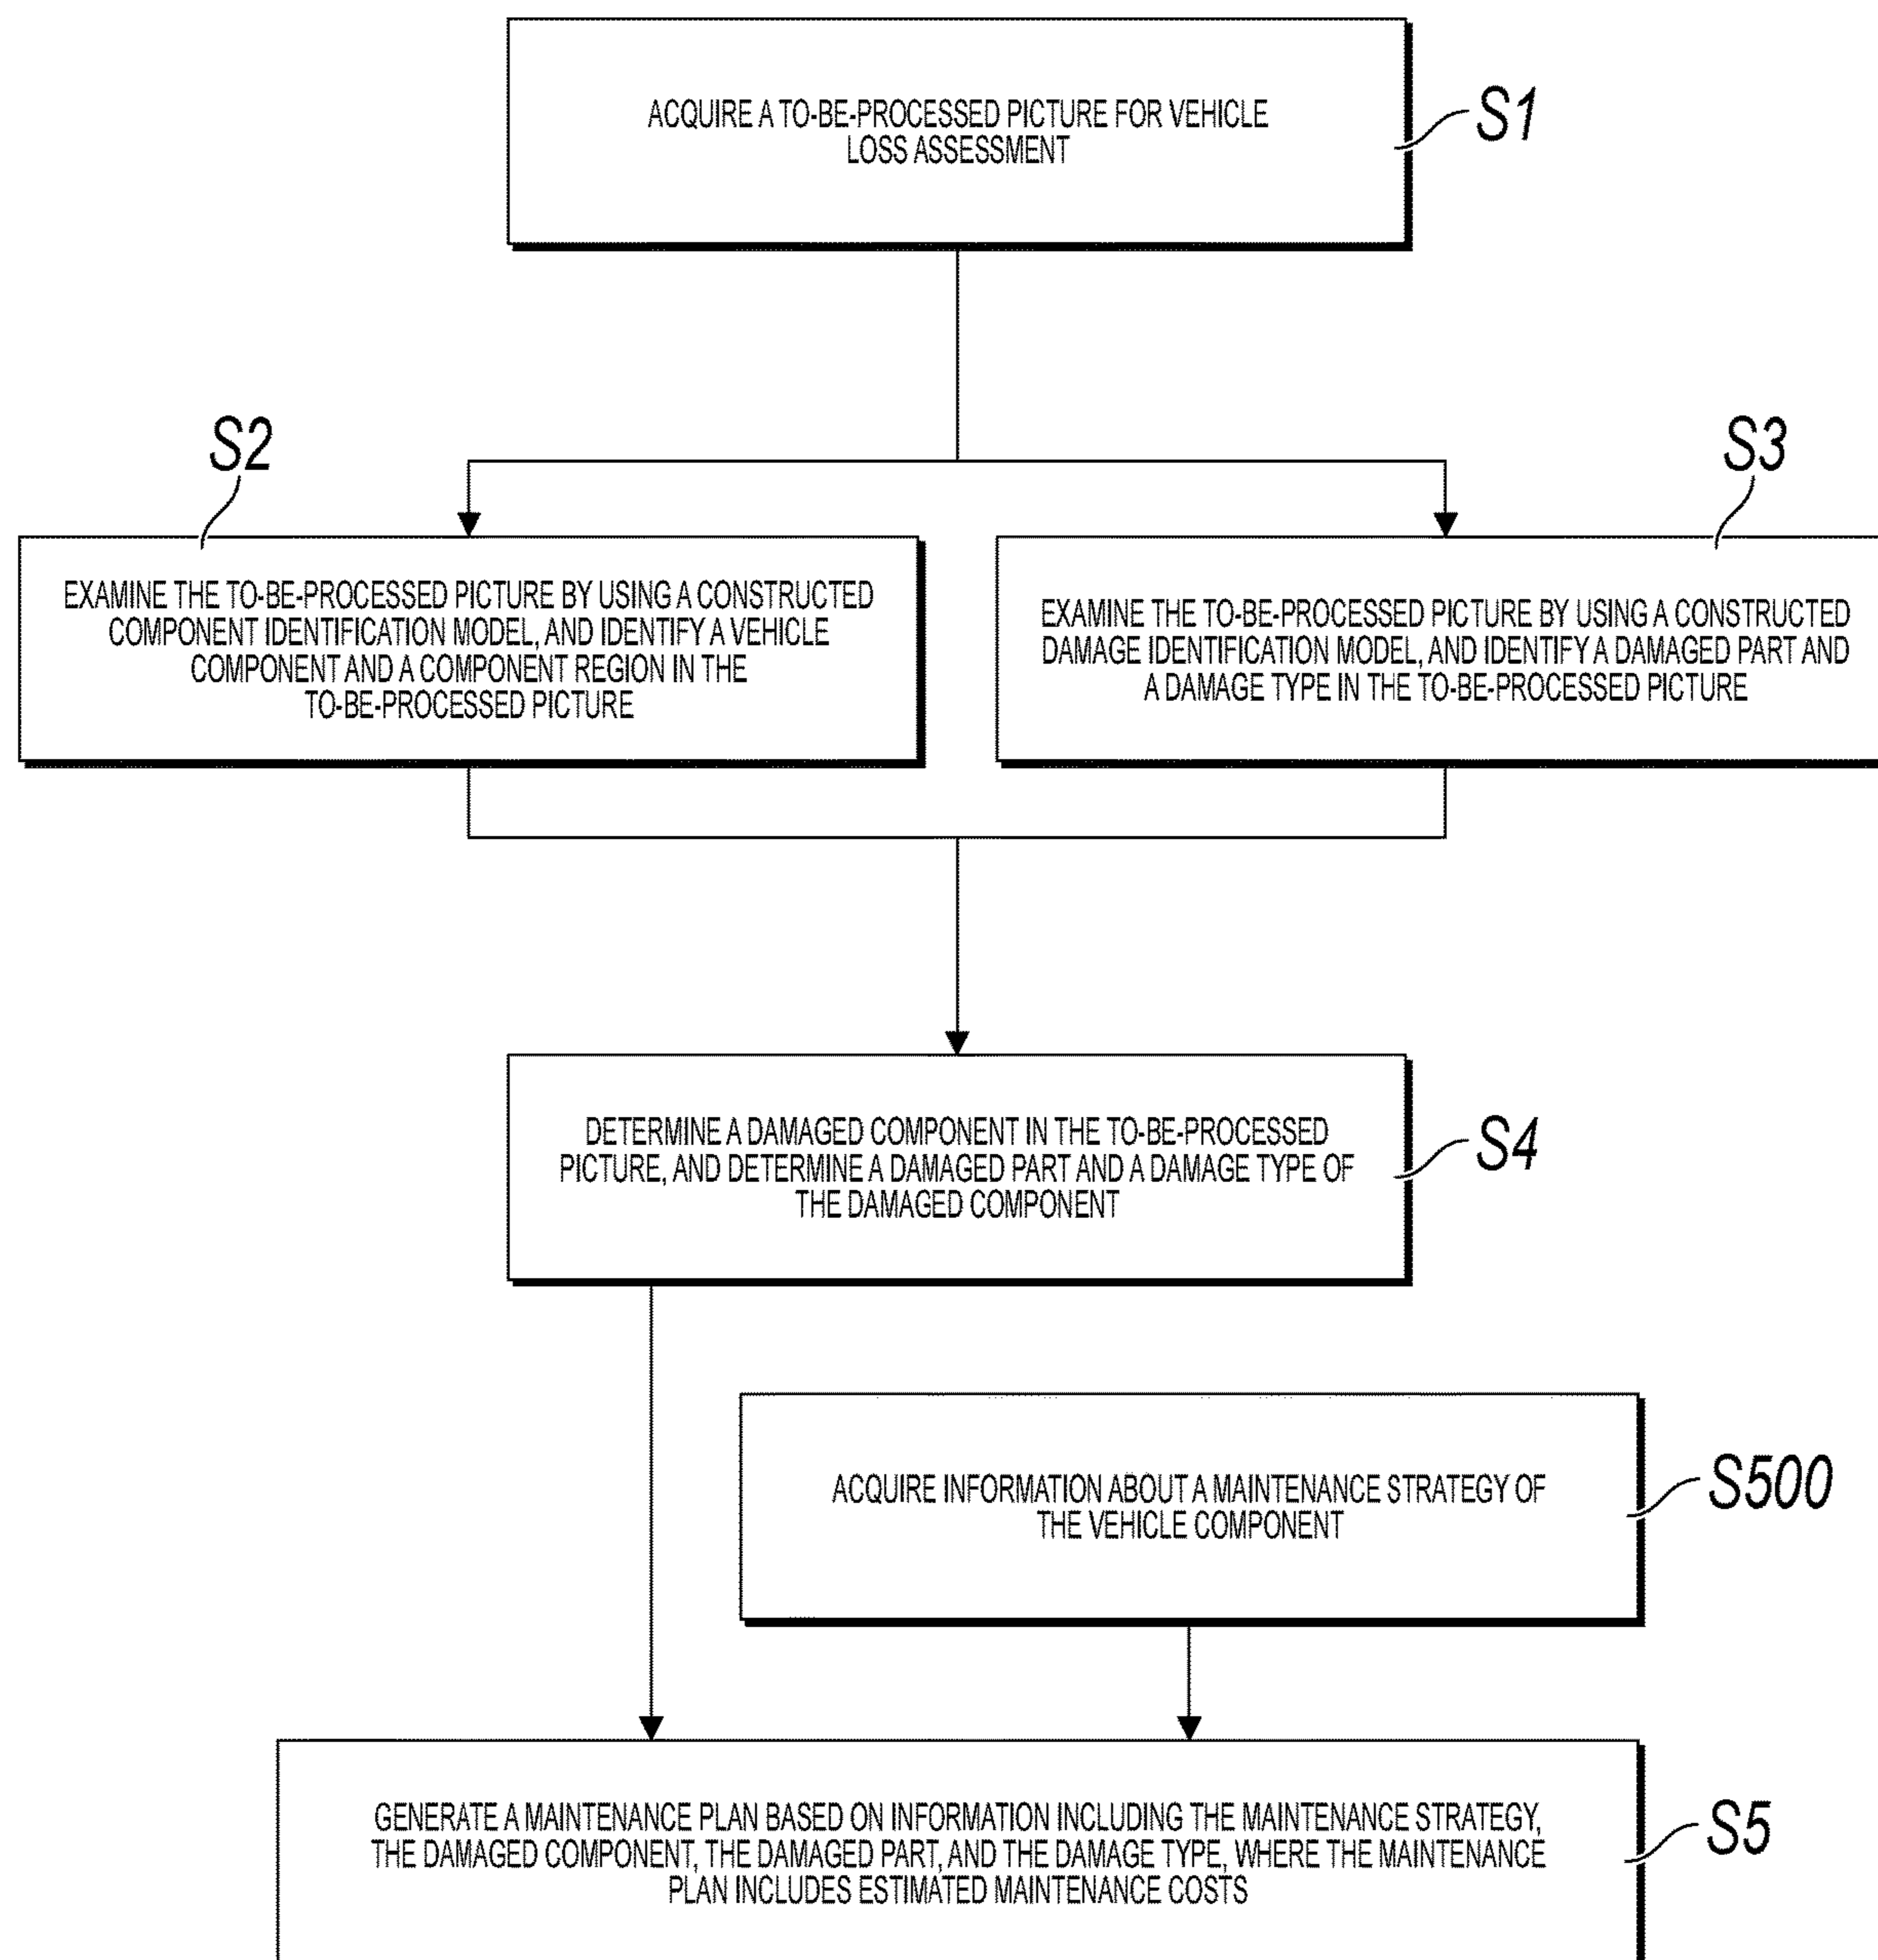 ACQUIRE A TO-BE-PROCESSED PICTURE FOR VEHICLE
LOSS ASSESSMENT
S1
S2
S3
EXAMINE THE TO-BE-PROCESSED PICTURE BY USING A CONSTRUCTED
COMPONENT IDENTIFICATION MODEL, AND IDENTIFY A VEHICLE
COMPONENT AND A COMPONENT REGION IN THE
TO-BE-PROCESSED PICTURE
EXAMINE THE TO-BE-PROCESSED PICTURE BY USING A CONSTRUCTED
DAMAGE IDENTIFICATION MODEL, AND IDENTIFY A DAMAGED PART AND
A DAMAGE TYPE IN THE TO-BE-PROCESSED PICTURE
DETERMINE A DAMAGED COMPONENT IN THE TO-BE-PROCESSED
PICTURE, AND DETERMINE A DAMAGED PART AND A DAMAGE TYPE OF
THE DAMAGED COMPONENT
S4
ACQUIRE INFORMATION ABOUT A MAINTENANCE STRATEGY OF
THE VEHICLE COMPONENT
S500
GENERATE A MAINTENANCE PLAN BASED ON INFORMATION INCLUDING THE MAINTENANCE STRATEGY,
THE DAMAGED COMPONENT, THE DAMAGED PART, AND THE DAMAGE TYPE, WHERE THE MAINTENANCE
PLAN INCLUDES ESTIMATED MAINTENANCE COSTS
S5